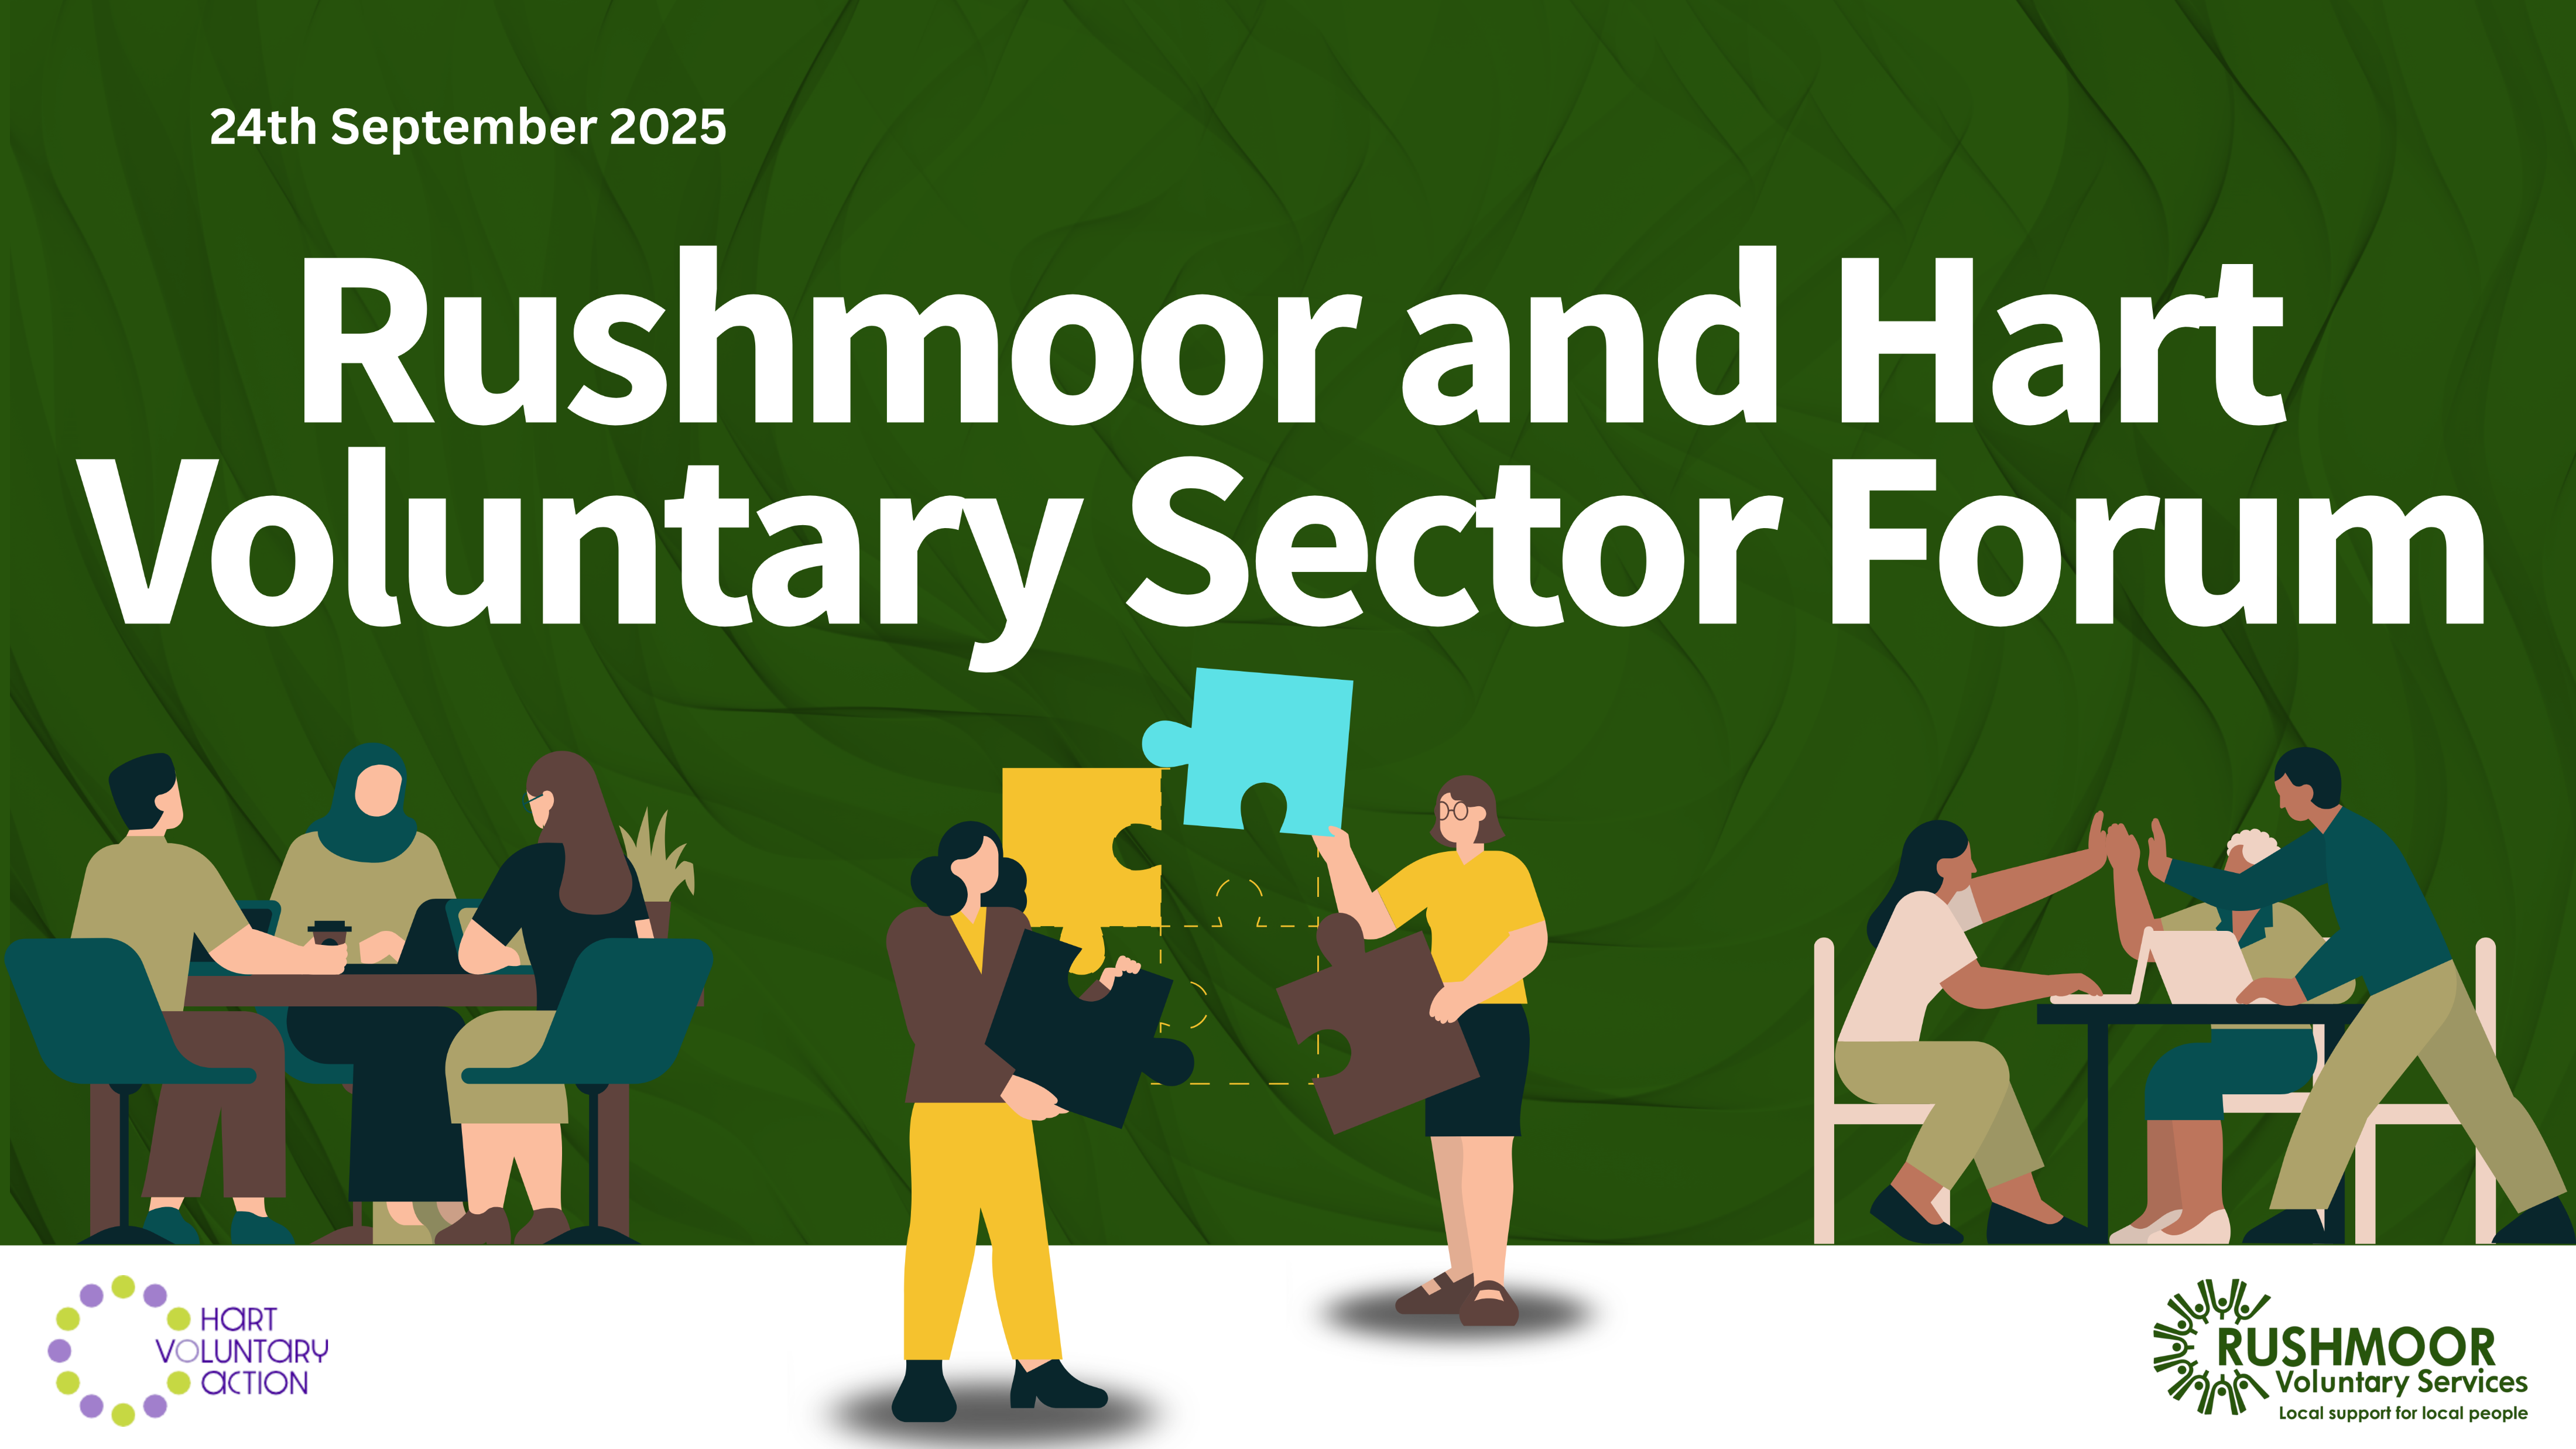 24th September 2025
Rushmoor and Hart
Voluntary Sector Forum
HART
VOLUNTARY
ACTION
RUSHMOOR
Voluntary Services
Local support for local people